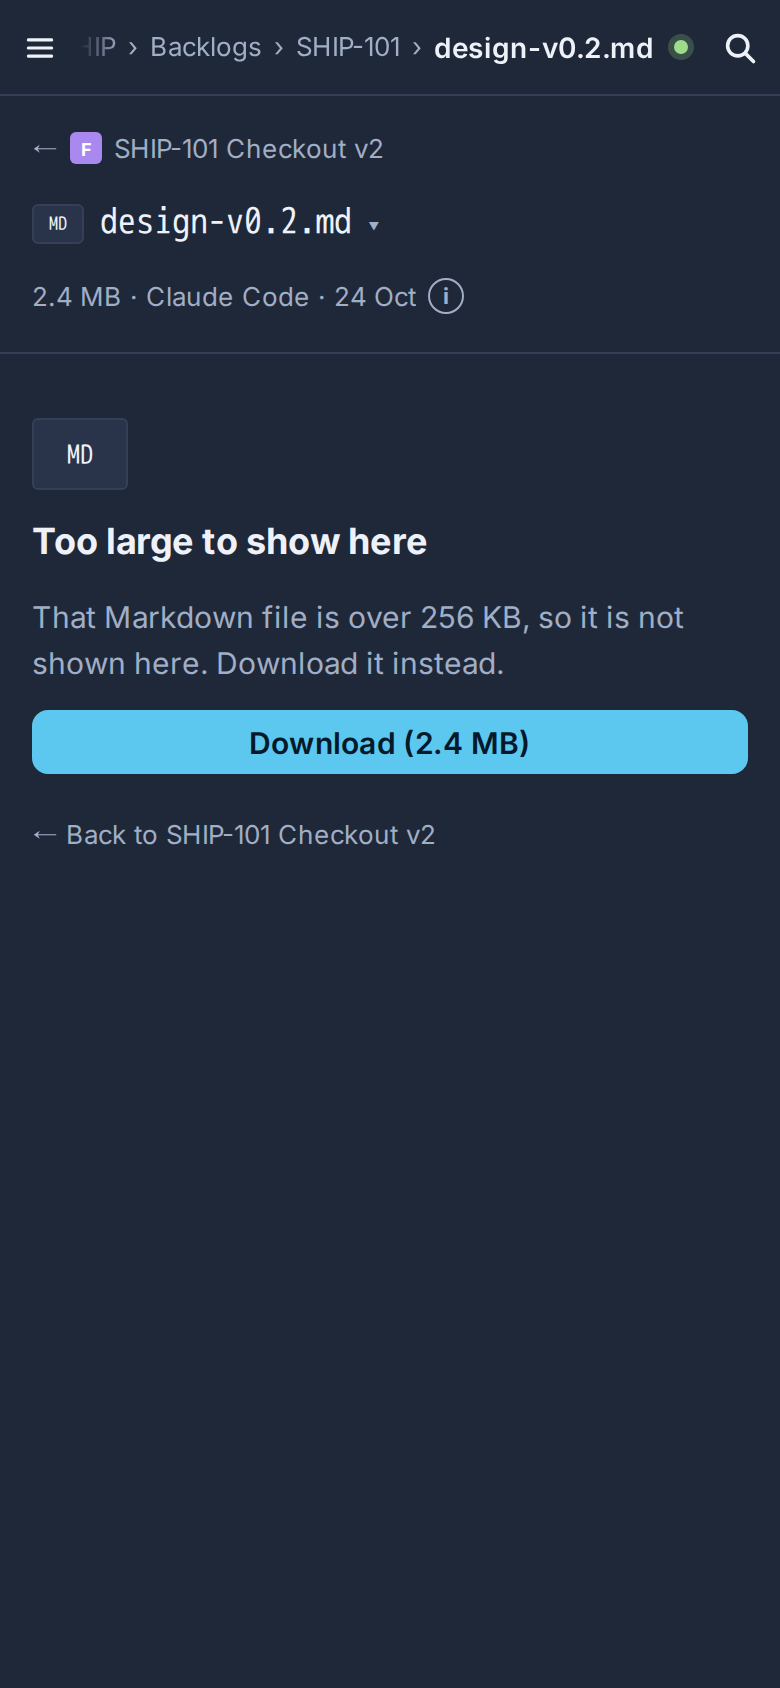 IP › Backlogs › SHIP-101 › design-v0.2.md
← F SHIP-101 Checkout v2
MD design-v0.2.md ▾
2.4 MB · Claude Code · 24 Oct i
MD
Too large to show here
That Markdown file is over 256 KB, so it is not
shown here. Download it instead.
Download (2.4 MB)
← Back to SHIP-101 Checkout v2